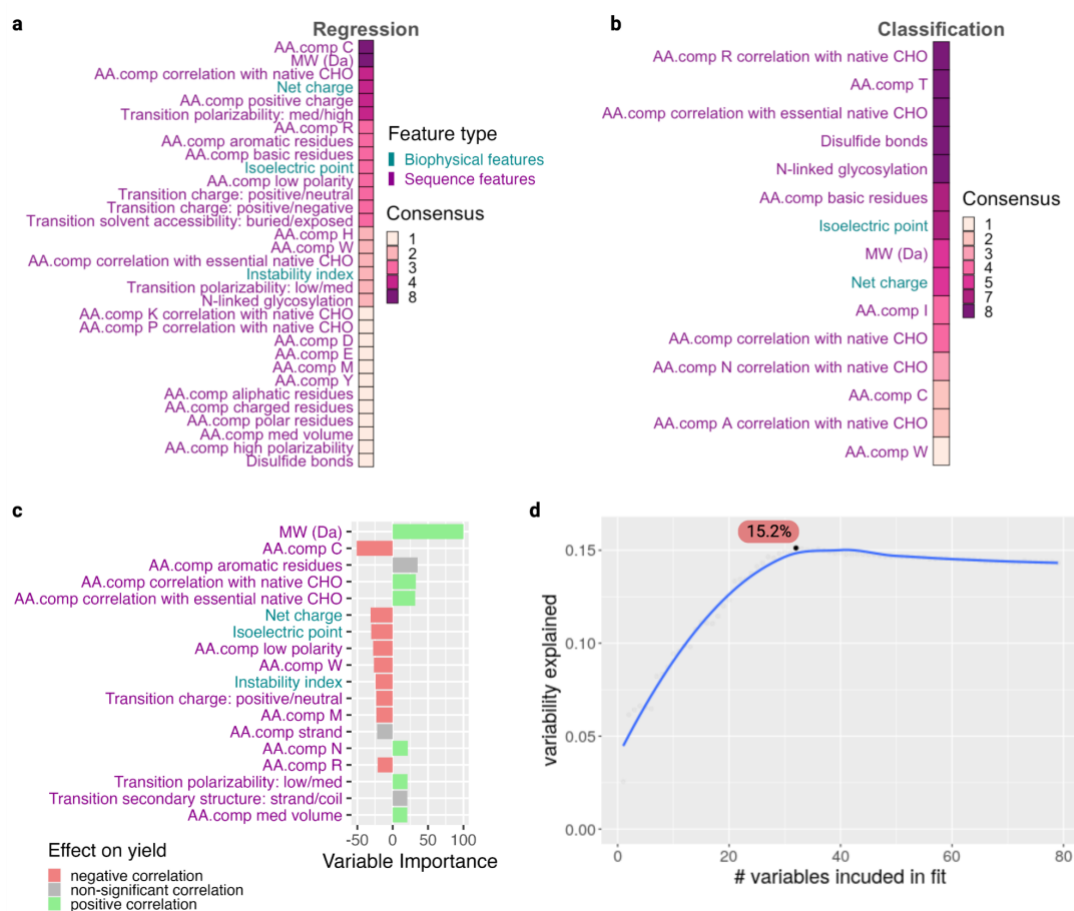 a
Regression
AA.comp C
MW (Da)
AA.comp correlation with native CHO
Net charge
AA.comp positive charge
Transition polarizability: med/high
AA.comp R
AA.comp aromatic residues
AA.comp basic residues
Isoelectric point
AA.comp low polarity
Transition charge: positive/neutral
Transition charge: positive/negative
Transition solvent accessibility: buried/exposed
AA.comp H
AA.comp W
AA.comp correlation with essential native CHO
Instability index
Transition polarizability: low/med
N-linked glycosylation
AA.comp K correlation with native CHO
AA.comp P correlation with native CHO
AA.comp D
AA.comp E
AA.comp M
AA.comp Y
AA.comp aliphatic residues
AA.comp charged residues
AA.comp polar residues
AA.comp med volume
AA.comp high polarizability
Disulfide bonds
Feature type
Biophysical features
Sequence features
Consensus
1
2
3
4
8
b
Classification
AA.comp R correlation with native CHO
AA.comp T
AA.comp correlation with essential native CHO
Disulfide bonds
N-linked glycosylation
AA.comp basic residues
Isoelectric point
MW (Da)
Net charge
AA.comp I
AA.comp correlation with native CHO
AA.comp N correlation with native CHO
AA.comp C
AA.comp A correlation with native CHO
AA.comp W
Consensus
1
2
3
4
5
7
8
c
MW (Da)
AA.comp C
AA.comp aromatic residues
AA.comp correlation with native CHO
AA.comp correlation with essential native CHO
Net charge
Isoelectric point
AA.comp low polarity
AA.comp W
Instability index
Transition charge: positive/neutral
AA.comp M
AA.comp strand
AA.comp N
AA.comp R
Transition polarizability: low/med
Transition secondary structure: strand/coil
AA.comp med volume
-50 0 50 100
Variable Importance
Effect on yield
negative correlation
non-significant correlation
positive correlation
d
15.2%
0.15
0.10
0.05
0.00
variability explained
0 20 40 60 80
# variables incuded in fit